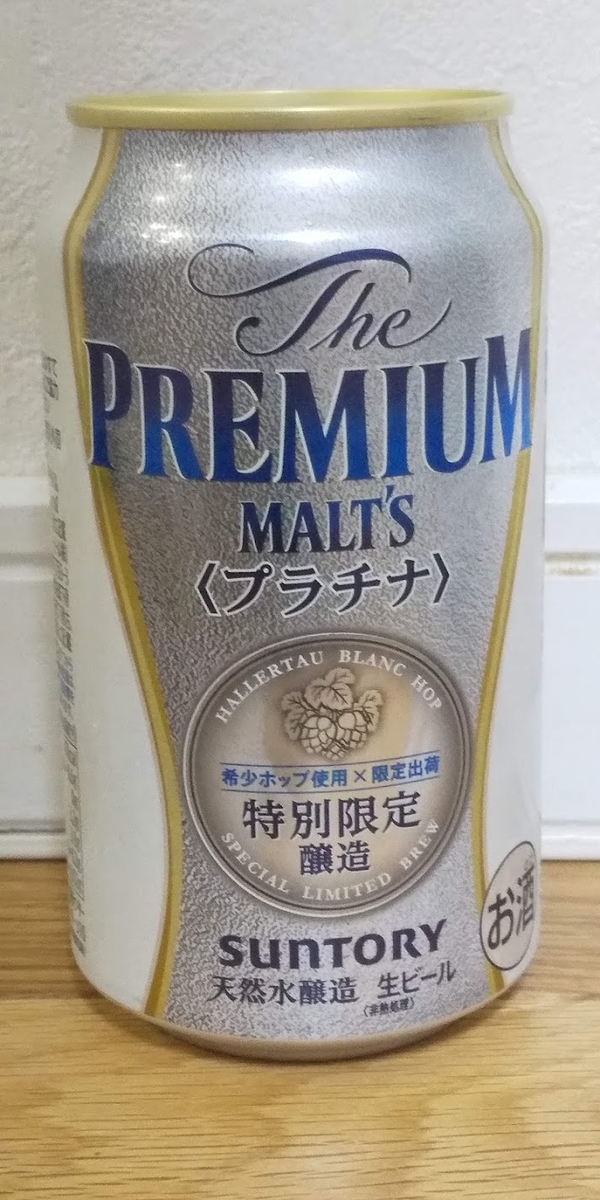 The
PREMIUM
MALT'S
〈プラチナ〉
HALLERTAU BLANC HOP
希少ホップ使用×限定出荷
特別限定
醸造
SPECIAL LIMITED BREW
SUNTORY
天然水醸造 生ビール
(非熱処理)
お酒